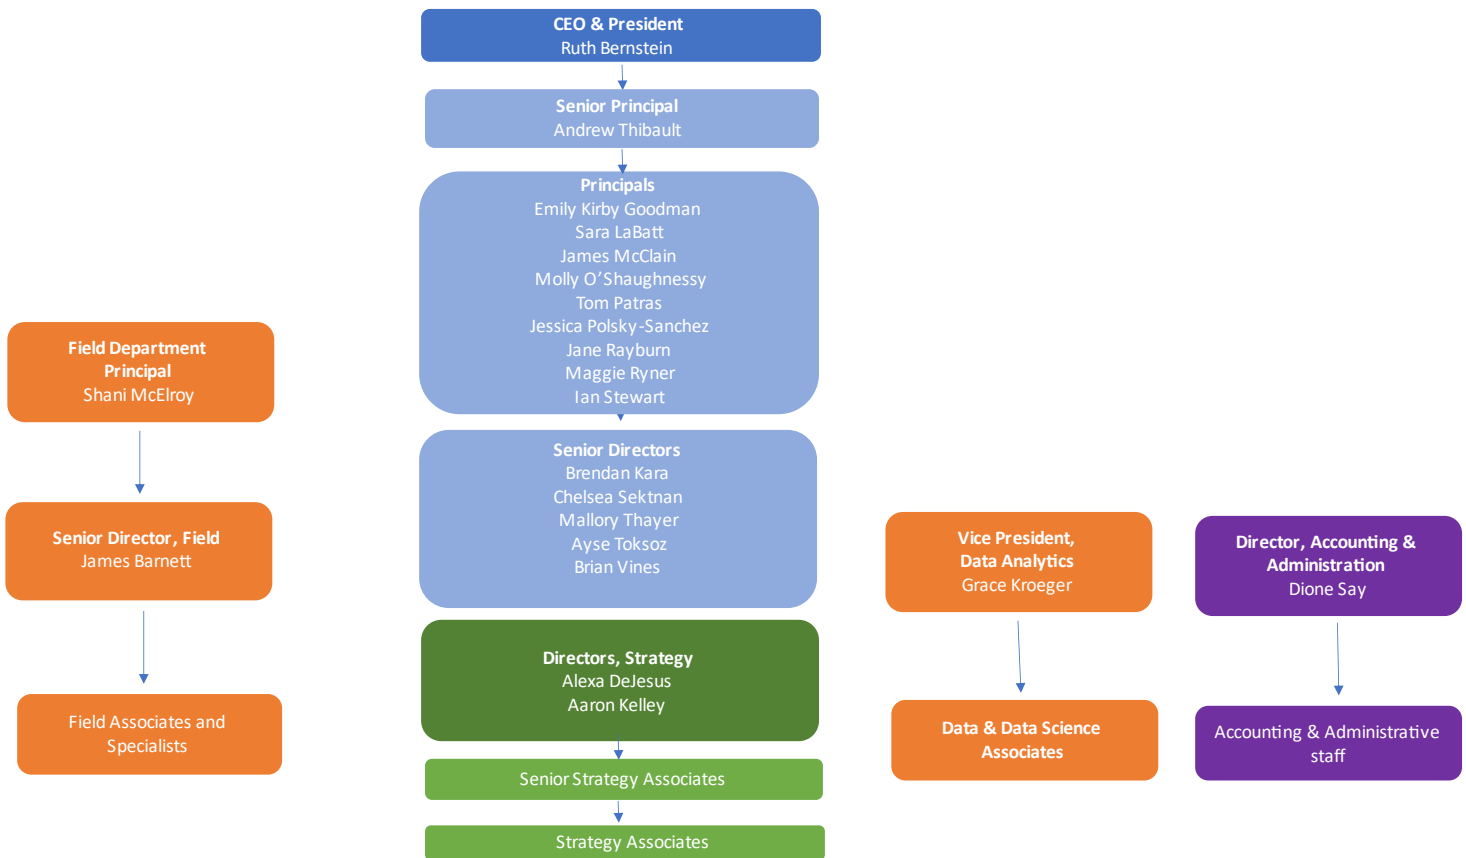 CEO & President
Ruth Bernstein
Senior Principal
Andrew Thibault
Principals
Emily Kirby Goodman
Sara LaBatt
James McClain
Molly O’Shaughnessy
Tom Patras
Jessica Polsky-Sanchez
Jane Rayburn
Maggie Ryner
Ian Stewart
Field Department
Principal
Shani McElroy
Senior Directors
Brendan Kara
Chelsea Sektnan
Mallory Thayer
Ayse Toksoz
Brian Vines
Senior Director, Field
James Barnett
Vice President,
Data Analytics
Grace Kroeger
Director, Accounting &
Administration
Dione Say
Directors, Strategy
Alexa DeJesus
Aaron Kelley
Field Associates and
Specialists
Data & Data Science
Associates
Accounting & Administrative
staff
Senior Strategy Associates
Strategy Associates